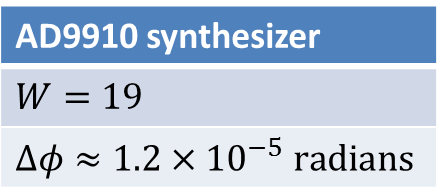 AD9910 synthesizer
W = 19
Δϕ ≈ 1.2 × 10⁻⁵ radians